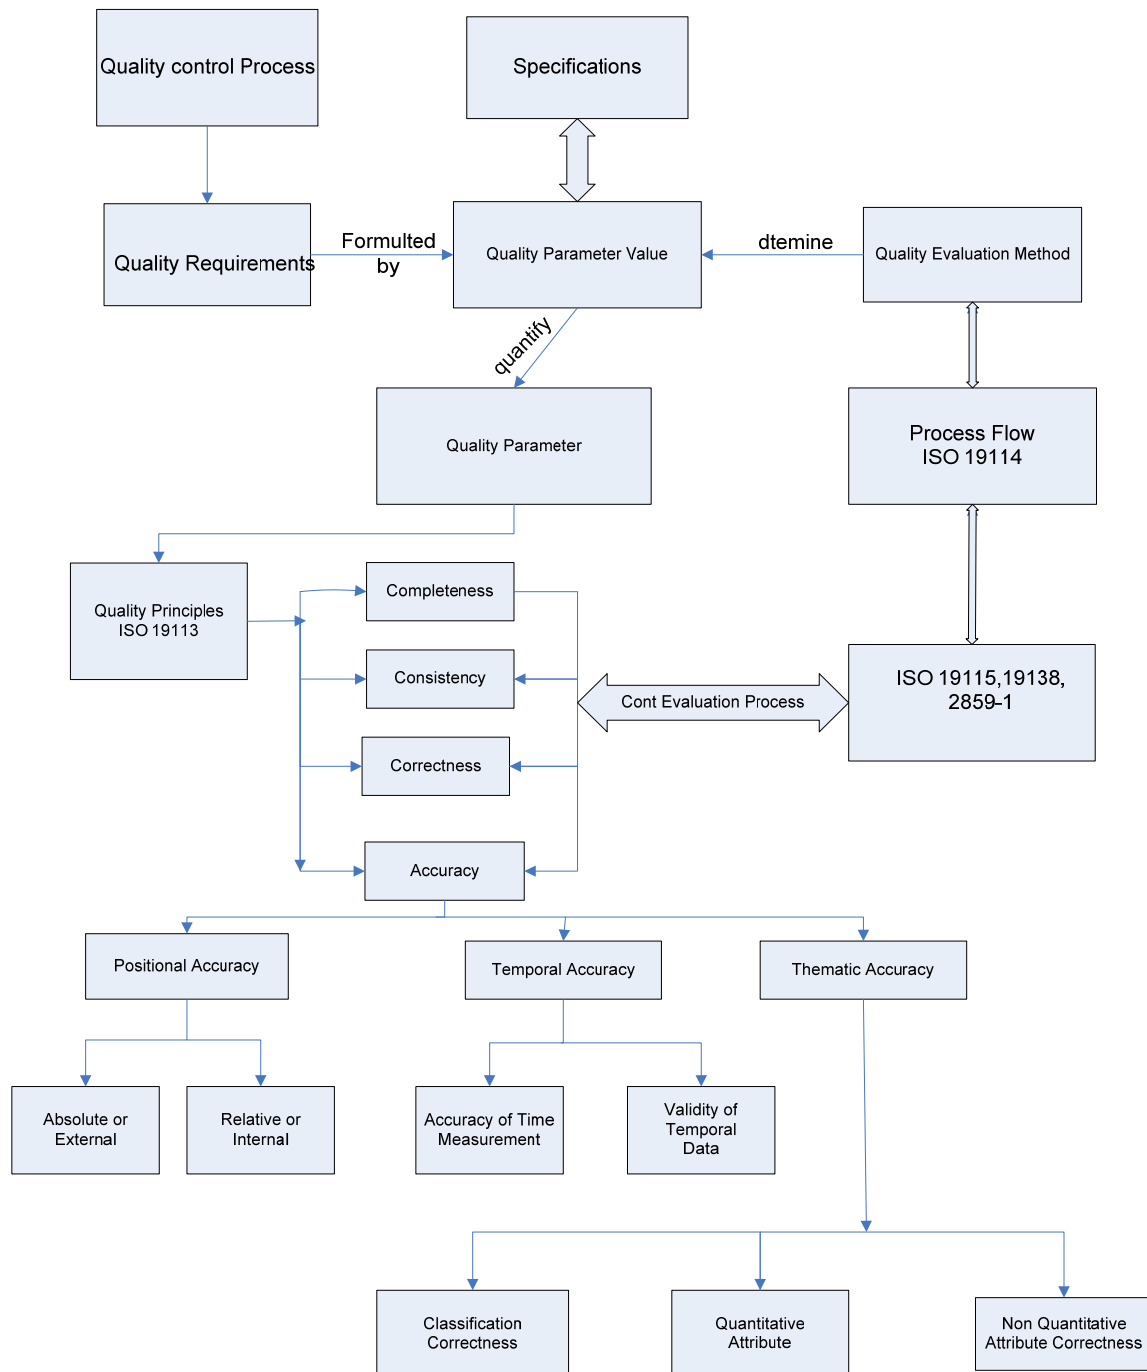 Quality control Process
Specifications
Quality Requirements
Formulted
by
Quality Parameter Value
dtemine
Quality Evaluation Method
quantify
Quality Parameter
Process Flow
ISO 19114
Quality Principles
ISO 19113
Completeness
Consistency
Correctness
Accuracy
Cont Evaluation Process
ISO 19115,19138,
2859-1
Positional Accuracy
Temporal Accuracy
Thematic Accuracy
Absolute or
External
Relative or
Internal
Accuracy of Time
Measurement
Validity of
Temporal
Data
Classification
Correctness
Quantitative
Attribute
Non Quantitative
Attribute Correctness